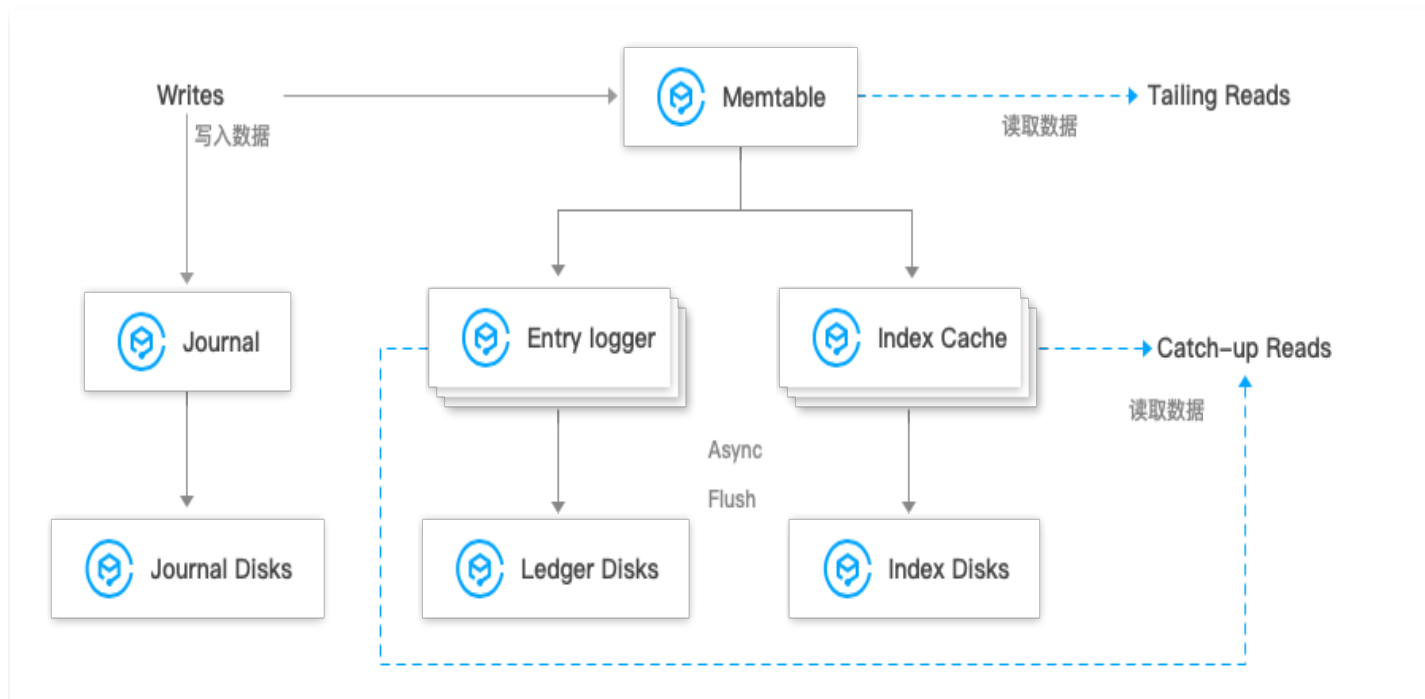 Writes
写入数据
Memtable
读取数据
Tailing Reads
Journal
Entry logger
Index Cache
Catch-up Reads
读取数据
Async
Flush
Journal Disks
Ledger Disks
Index Disks